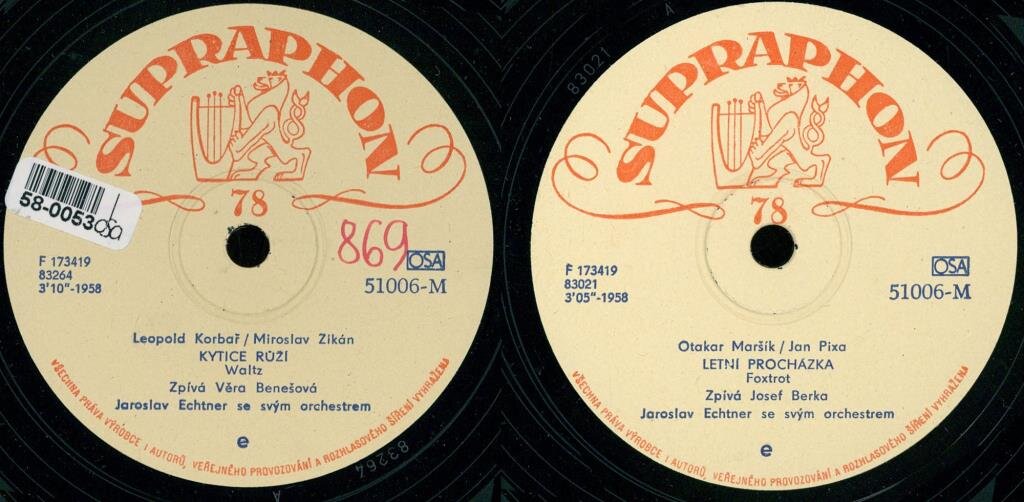 SUPRAPHON
78
58-0053
OSA
869
OSA
F 173419
83264
3'10"-1958
51006-M
Leopold Korbař/Miroslav Zikán
KYTICE RŮŽÍ
Waltz
Zpívá Věra Benešová
Jaroslav Echtner se svým orchestrem
e
VŠECHNA PRÁVA VÝROBCE I AUTORŮ, VEŘEJNÉHO PROVOZOVÁNÍ A ROZHLASOVÉHO ŠÍŘENÍ VYHRAŽENA
83264
A
83021
SUPRAPHON
78
OSA
F 173419
83021
3'05"-1958
51006-M
Otakar Maršík/Jan Pixa
LETNÍ PROCHÁZKA
Foxtrot
Zpívá Josef Berka
Jaroslav Echtner se svým orchestrem
e
VŠECHNA PRÁVA VÝROBCE I AUTORŮ, VEŘEJNÉHO PROVOZOVÁNÍ A ROZHLASOVÉHO ŠÍŘENÍ VYHRAŽENA